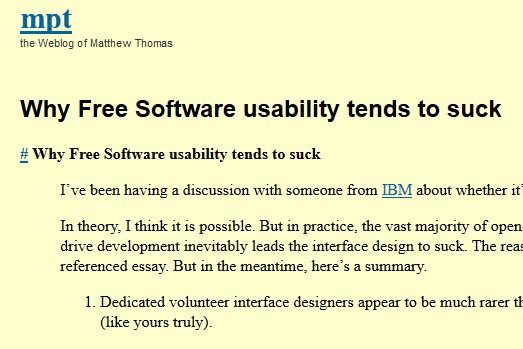 mpt
the Weblog of Matthew Thomas
Why Free Software usability tends to suck
# Why Free Software usability tends to suck
I’ve been having a discussion with someone from IBM about whether it’
In theory, I think it is possible. But in practice, the vast majority of open-
drive development inevitably leads the interface design to suck. The reas
referenced essay. But in the meantime, here’s a summary.
1. Dedicated volunteer interface designers appear to be much rarer th
(like yours truly).